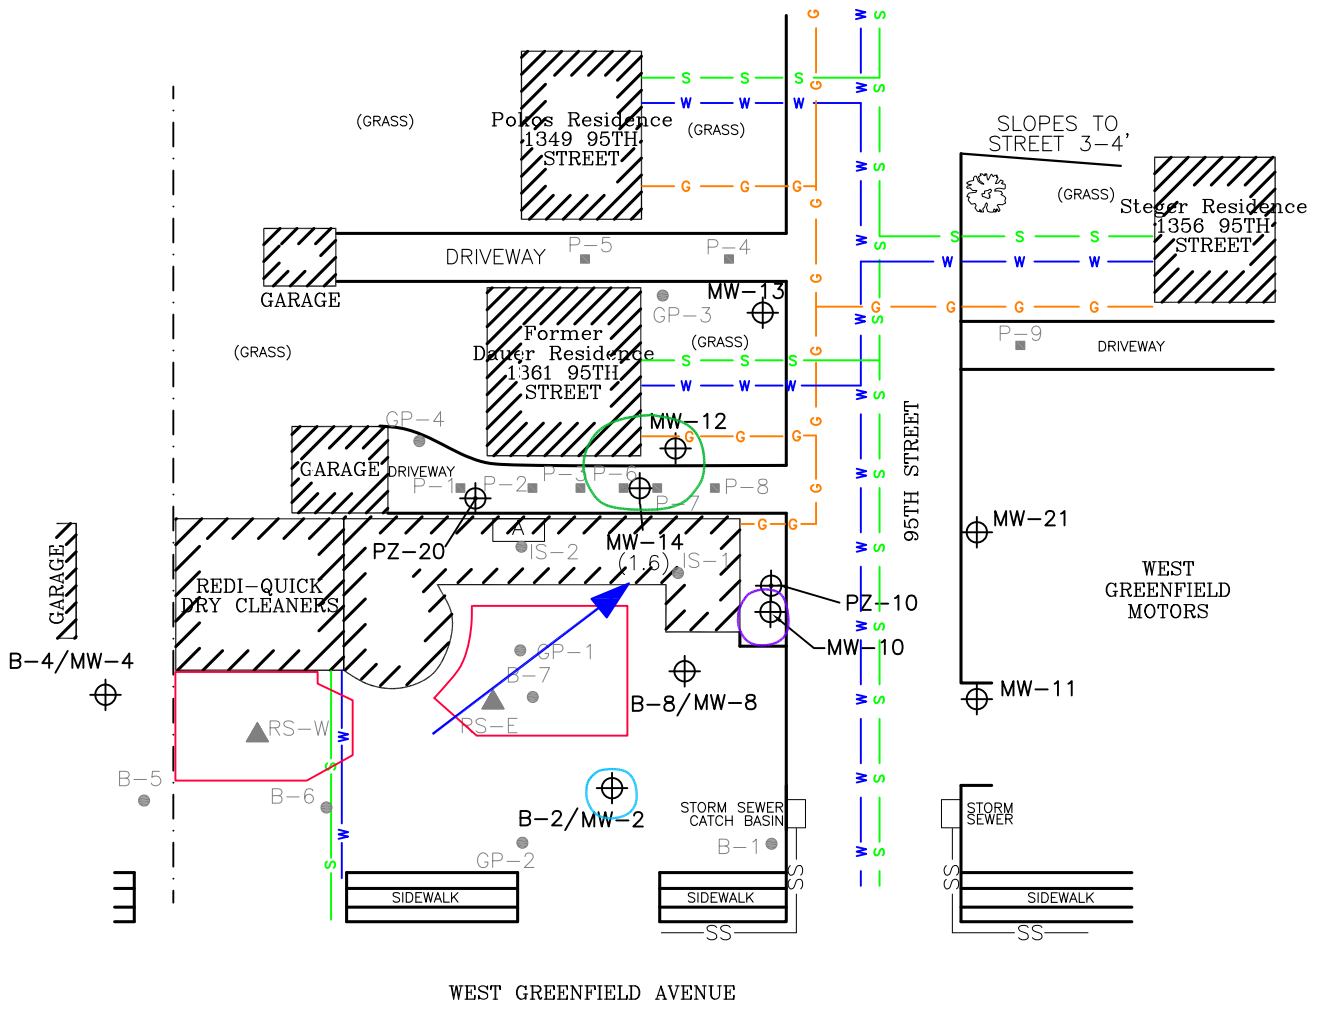 G
W
S
S
S
S
G
W
S
W
W
W
Pokos Residence
1349 95TH
STREET
(GRASS)
(GRASS)
SLOPES TO
STREET 3-4'
W
S
G
G
G
G
(GRASS)
Steger Residence
1356 95TH
STREET
P-5
P-4
DRIVEWAY
W
S
S
S
S
W
W
W
GARAGE
G
MW-13
GP-3
G
G
G
G
G
W
S
P-9
DRIVEWAY
Former
Dauer Residence
1361 95TH
STREET
(GRASS)
(GRASS)
G
S
S
S
W
W
W
W
S
GP-4
MW-12
G
G
G
G
GARAGE
DRIVEWAY
P-1
P-2
P-3
P-6
P-7
P-8
G
W
S
95TH STREET
A
G
G
MW-21
PZ-20
IS-2
MW-14
(1.6)
IS-1
W
S
GARAGE
REDI-QUICK
DRY CLEANERS
PZ-10
WEST
GREENFIELD
MOTORS
W
S
MW-10
B-4/MW-4
GP-1
B-7
B-8/MW-8
MW-11
RS-W
RS-E
W
W
S
S
W
S
B-5
B-6
B-2/MW-2
STORM SEWER
CATCH BASIN
STORM
SEWER
W
S
GP-2
B-1
W
S
SS
SS
SIDEWALK
SIDEWALK
SIDEWALK
SS
SS
WEST GREENFIELD AVENUE